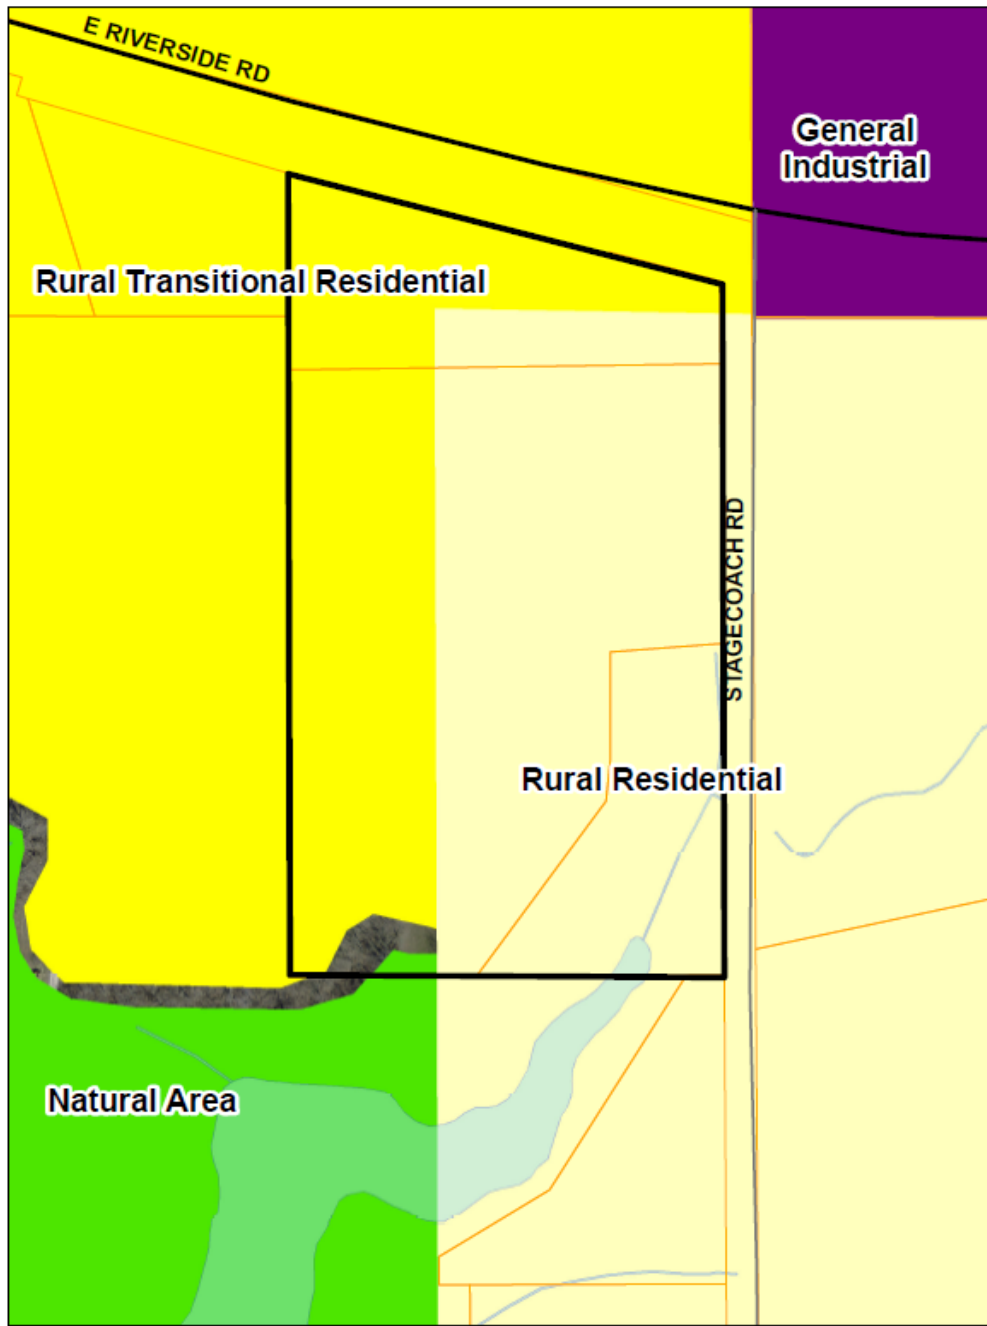 E RIVERSIDE RD
General
Industrial
Rural Transitional Residential
STAGECOACH RD
Rural Residential
Natural Area